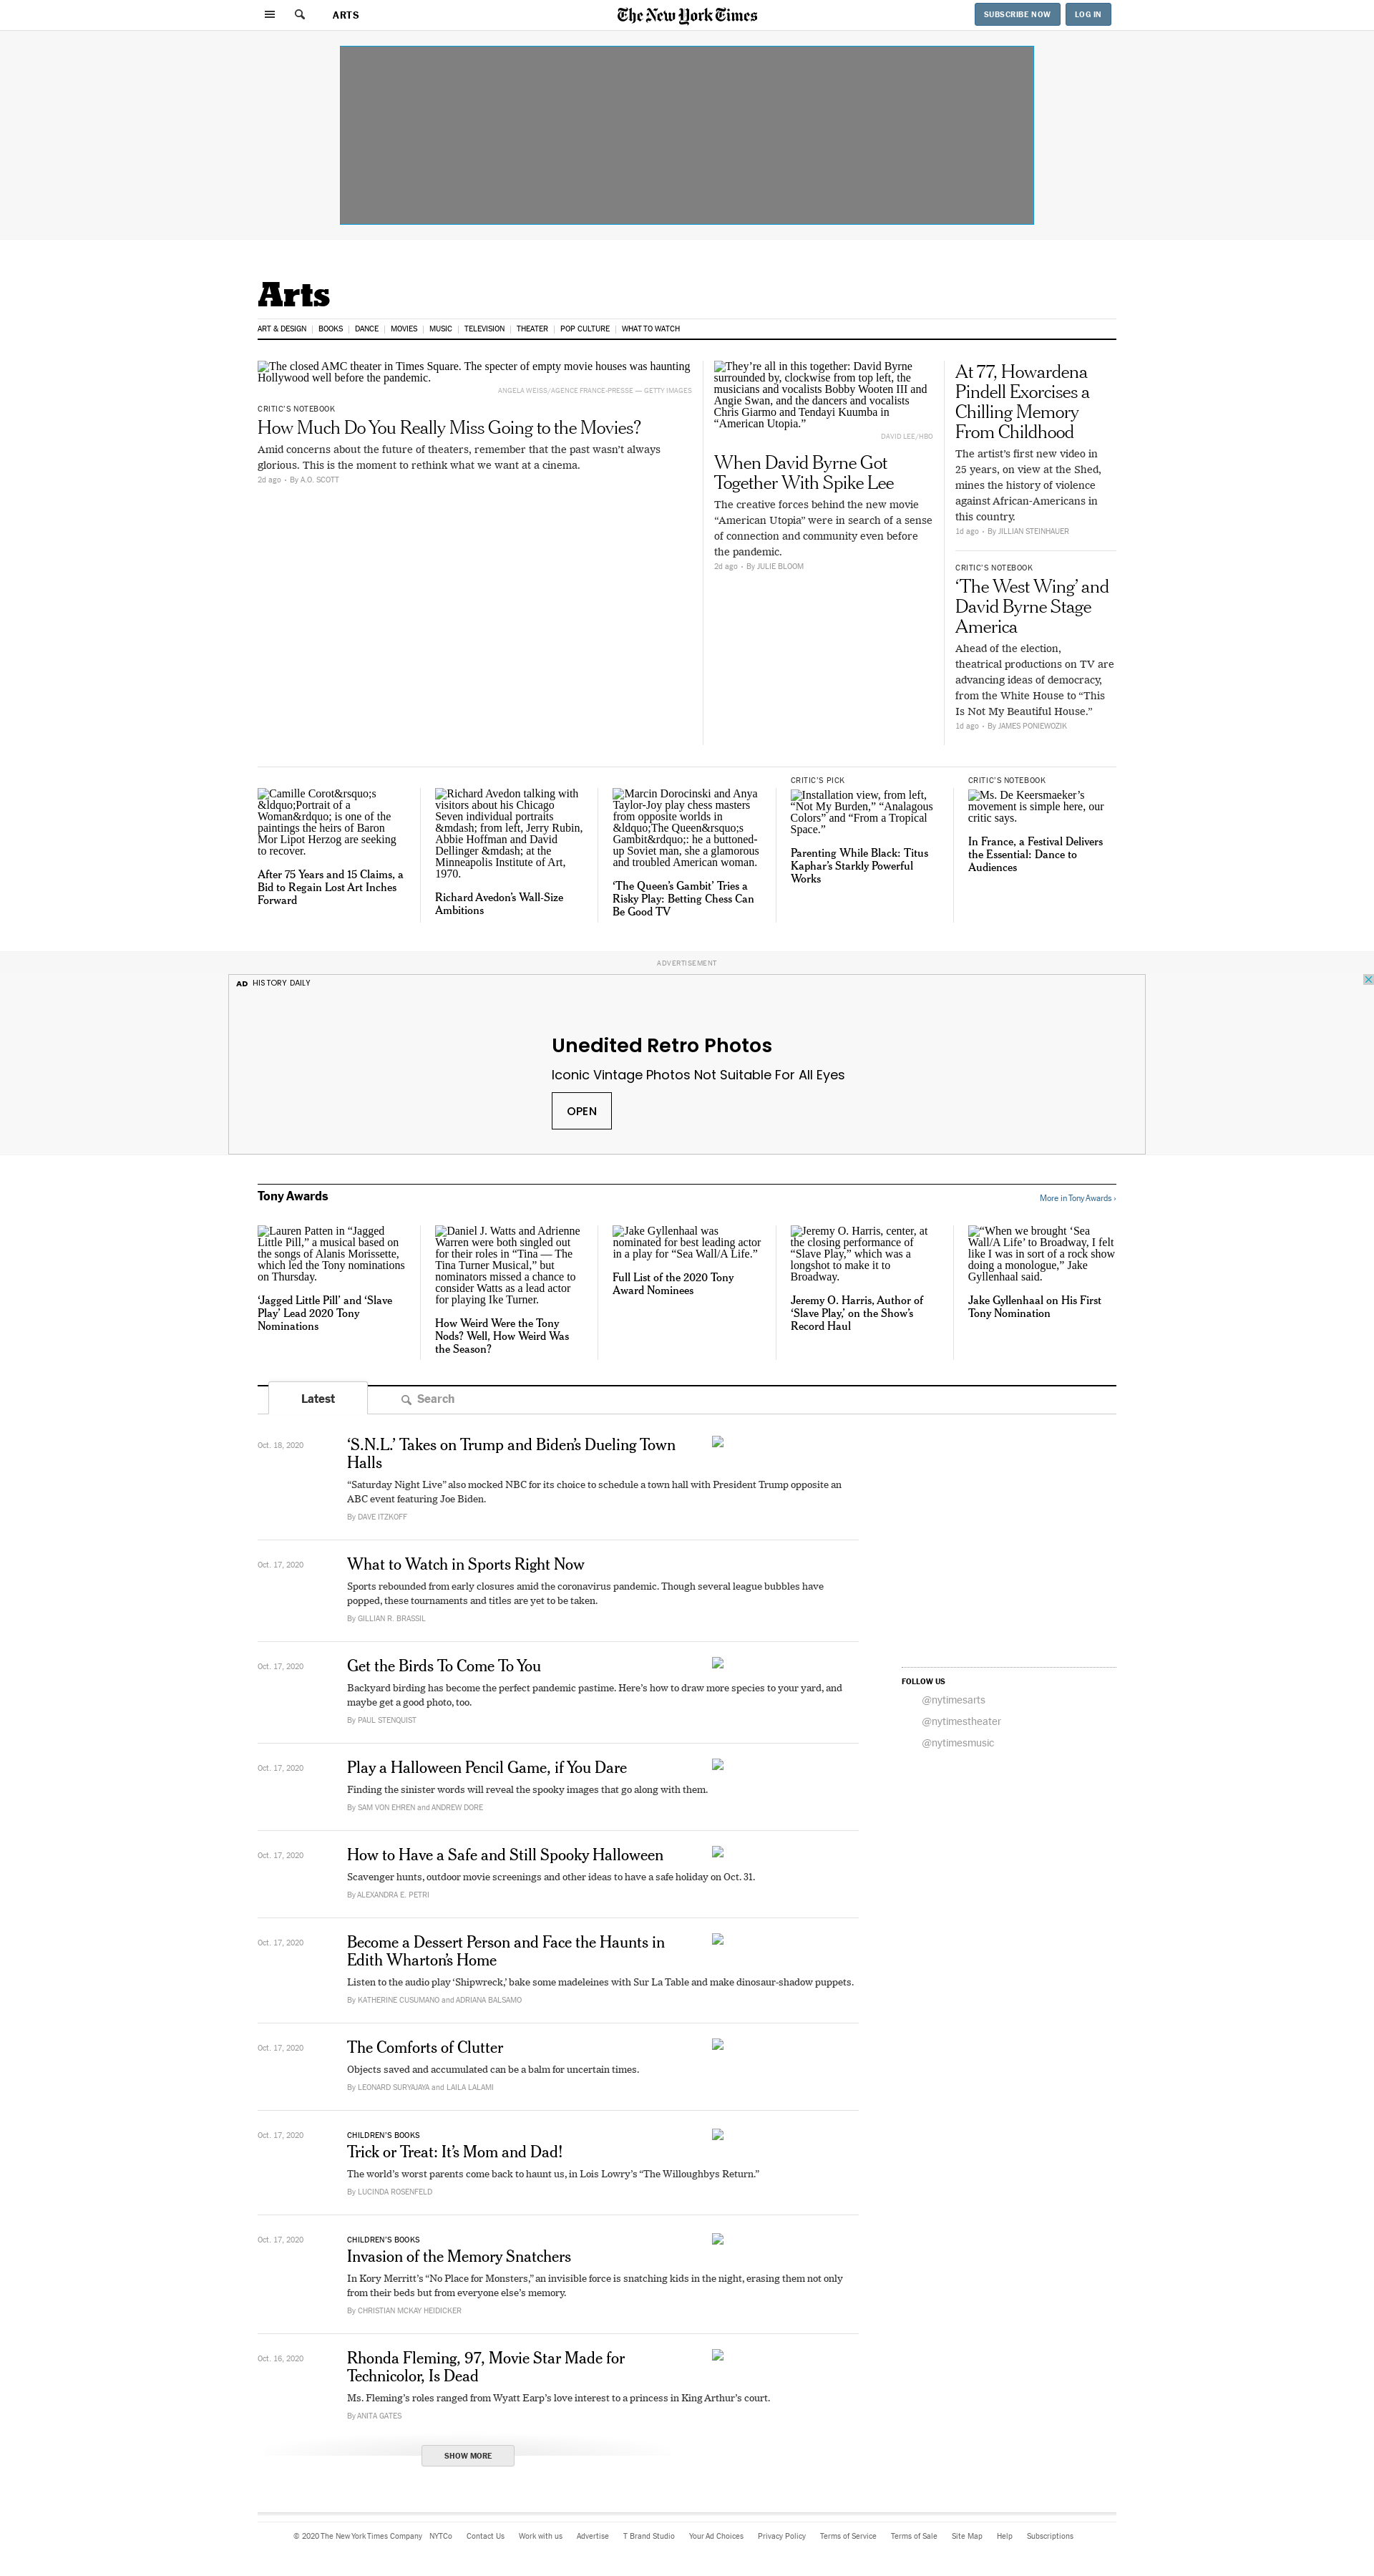 ARTS
The New York Times
SUBSCRIBE NOW
LOG IN
Arts
ART & DESIGN | BOOKS | DANCE | MOVIES | MUSIC | TELEVISION | THEATER | POP CULTURE | WHAT TO WATCH
The closed AMC theater in Times Square. The specter of empty movie houses was haunting
Hollywood well before the pandemic.
ANGELA WEISS/AGENCE FRANCE-PRESSE — GETTY IMAGES
CRITIC'S NOTEBOOK
How Much Do You Really Miss Going to the Movies?
Amid concerns about the future of theaters, remember that the past wasn't always
glorious. This is the moment to rethink what we want at a cinema.
2d ago • By A.O. SCOTT
They're all in this together: David Byrne
surrounded by, clockwise from top left, the
musicians and vocalists Bobby Wooten III and
Angie Swan, and the dancers and vocalists
Chris Giarmo and Tendayi Kuumba in
“American Utopia.”
DAVID LEE/HBO
When David Byrne Got
Together With Spike Lee
The creative forces behind the new movie
“American Utopia” were in search of a sense
of connection and community even before
the pandemic.
2d ago • By JULIE BLOOM
At 77, Howardena
Pindell Exorcises a
Chilling Memory
From Childhood
The artist’s first new video in
25 years, on view at the Shed,
mines the history of violence
against African-Americans in
this country.
1d ago • By JILLIAN STEINHAUER
CRITIC'S NOTEBOOK
‘The West Wing’ and
David Byrne Stage
America
Ahead of the election,
theatrical productions on TV are
advancing ideas of democracy,
from the White House to “This
Is Not My Beautiful House.”
1d ago • By JAMES PONIEWOZIK
Camille Corot&rsquo;s
&ldquo;Portrait of a
Woman&rdquo; is one of the
paintings the heirs of Baron
Mor Lipot Herzog are seeking
to recover.
After 75 Years and 15 Claims, a
Bid to Regain Lost Art Inches
Forward
Richard Avedon talking with
visitors about his Chicago
Seven individual portraits
&mdash; from left, Jerry Rubin,
Abbie Hoffman and David
Dellinger &mdash; at the
Minneapolis Institute of Art,
1970.
Richard Avedon’s Wall-Size
Ambitions
Marcin Dorocinski and Anya
Taylor-Joy play chess masters
from opposite worlds in
&ldquo;The Queen&rsquo;s
Gambit&rdquo;: he a buttoned-
up Soviet man, she a glamorous
and troubled American woman.
‘The Queen’s Gambit’ Tries a
Risky Play: Betting Chess Can
Be Good TV
CRITIC'S PICK
Installation view, from left,
“Not My Burden,” “Analagous
Colors” and “From a Tropical
Space.”
Parenting While Black: Titus
Kaphar’s Starkly Powerful
Works
CRITIC'S NOTEBOOK
Ms. De Keersmaeker’s
movement is simple here, our
critic says.
In France, a Festival Delivers
the Essential: Dance to
Audiences
ADVERTISEMENT
AD HISTORY DAILY
Unedited Retro Photos
Iconic Vintage Photos Not Suitable For All Eyes
OPEN
Tony Awards
More in Tony Awards ›
Lauren Patten in “Jagged
Little Pill,” a musical based on
the songs of Alanis Morissette,
which led the Tony nominations
on Thursday.
‘Jagged Little Pill’ and ‘Slave
Play’ Lead 2020 Tony
Nominations
Daniel J. Watts and Adrienne
Warren were both singled out
for their roles in “Tina — The
Tina Turner Musical,” but
nominators missed a chance to
consider Watts as a lead actor
for playing Ike Turner.
How Weird Were the Tony
Nods? Well, How Weird Was
the Season?
Jake Gyllenhaal was
nominated for best leading actor
in a play for “Sea Wall/A Life.”
Full List of the 2020 Tony
Award Nominees
Jeremy O. Harris, center, at
the closing performance of
“Slave Play,” which was a
longshot to make it to
Broadway.
Jeremy O. Harris, Author of
‘Slave Play,’ on the Show’s
Record Haul
“When we brought ‘Sea
Wall/A Life’ to Broadway, I felt
like I was in sort of a rock show
doing a monologue,” Jake
Gyllenhaal said.
Jake Gyllenhaal on His First
Tony Nomination
Latest
Search
Oct. 18, 2020
‘S.N.L.’ Takes on Trump and Biden’s Dueling Town
Halls
“Saturday Night Live” also mocked NBC for its choice to schedule a town hall with President Trump opposite an
ABC event featuring Joe Biden.
By DAVE ITZKOFF
Oct. 17, 2020
What to Watch in Sports Right Now
Sports rebounded from early closures amid the coronavirus pandemic. Though several league bubbles have
popped, these tournaments and titles are yet to be taken.
By GILLIAN R. BRASSIL
Oct. 17, 2020
Get the Birds To Come To You
Backyard birding has become the perfect pandemic pastime. Here’s how to draw more species to your yard, and
maybe get a good photo, too.
By PAUL STENQUIST
Oct. 17, 2020
Play a Halloween Pencil Game, if You Dare
Finding the sinister words will reveal the spooky images that go along with them.
By SAM VON EHREN and ANDREW DORE
Oct. 17, 2020
How to Have a Safe and Still Spooky Halloween
Scavenger hunts, outdoor movie screenings and other ideas to have a safe holiday on Oct. 31.
By ALEXANDRA E. PETRI
Oct. 17, 2020
Become a Dessert Person and Face the Haunts in
Edith Wharton’s Home
Listen to the audio play ‘Shipwreck,’ bake some madeleines with Sur La Table and make dinosaur-shadow puppets.
By KATHERINE CUSUMANO and ADRIANA BALSAMO
Oct. 17, 2020
The Comforts of Clutter
Objects saved and accumulated can be a balm for uncertain times.
By LEONARD SURYAJAYA and LAILA LALAMI
Oct. 17, 2020
CHILDREN’S BOOKS
Trick or Treat: It’s Mom and Dad!
The world’s worst parents come back to haunt us, in Lois Lowry’s “The Willoughbys Return.”
By LUCINDA ROSENFELD
Oct. 17, 2020
CHILDREN’S BOOKS
Invasion of the Memory Snatchers
In Kory Merritt’s “No Place for Monsters,” an invisible force is snatching kids in the night, erasing them not only
from their beds but from everyone else’s memory.
By CHRISTIAN MCKAY HEIDICKER
Oct. 16, 2020
Rhonda Fleming, 97, Movie Star Made for
Technicolor, Is Dead
Ms. Fleming’s roles ranged from Wyatt Earp’s love interest to a princess in King Arthur’s court.
By ANITA GATES
SHOW MORE
FOLLOW US
@nytimesarts
@nytimestheater
@nytimesmusic
© 2020 The New York Times Company NYTCo Contact Us Work with us Advertise T Brand Studio Your Ad Choices Privacy Policy Terms of Service Terms of Sale Site Map Help Subscriptions